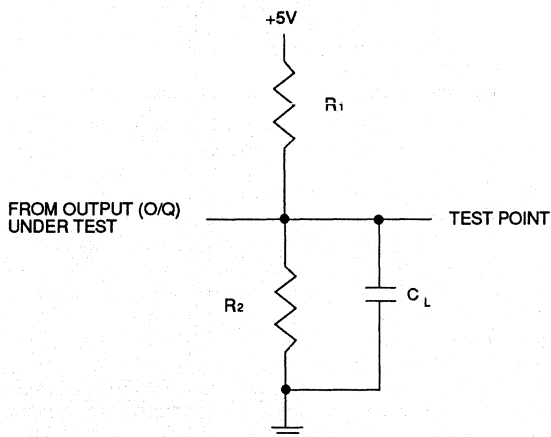 +5V
R1
FROM OUTPUT (O/Q)
UNDER TEST
TEST POINT
R2
CL